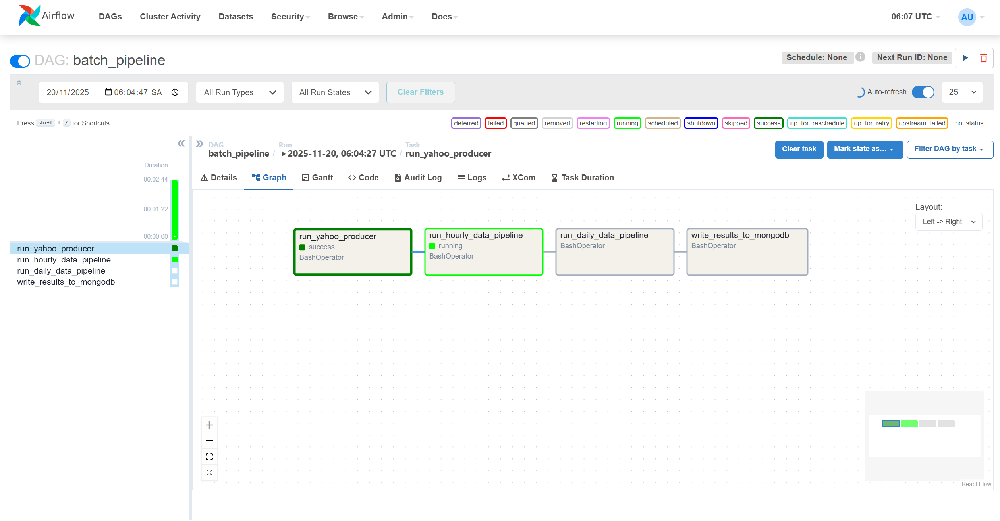 Airflow DAGs Cluster Activity Datasets Security Browse Admin Docs 06:07 UTC AU
DAG: batch_pipeline Schedule: None i Next Run ID: None
20/11/2025 06:04:47 SA All Run Types All Run States Clear Filters Auto-refresh 25
Press shift + / for Shortcuts deferred failed queued removed restarting running scheduled shutdown skipped success up_for_reschedule up_for_retry upstream_failed no_status
DAG Run Task
batch_pipeline / 2025-11-20, 06:04:27 UTC / run_yahoo_producer
Clear task Mark state as... Filter DAG by task
Details Graph Gantt Code Audit Log Logs XCom Task Duration
Duration
00:02:44
00:01:22
00:00:00
run_yahoo_producer
run_hourly_data_pipeline
run_daily_data_pipeline
write_results_to_mongodb
Layout:
Left -> Right
run_yahoo_producer
success
BashOperator
run_hourly_data_pipeline
running
BashOperator
run_daily_data_pipeline
BashOperator
write_results_to_mongodb
BashOperator
React Flow